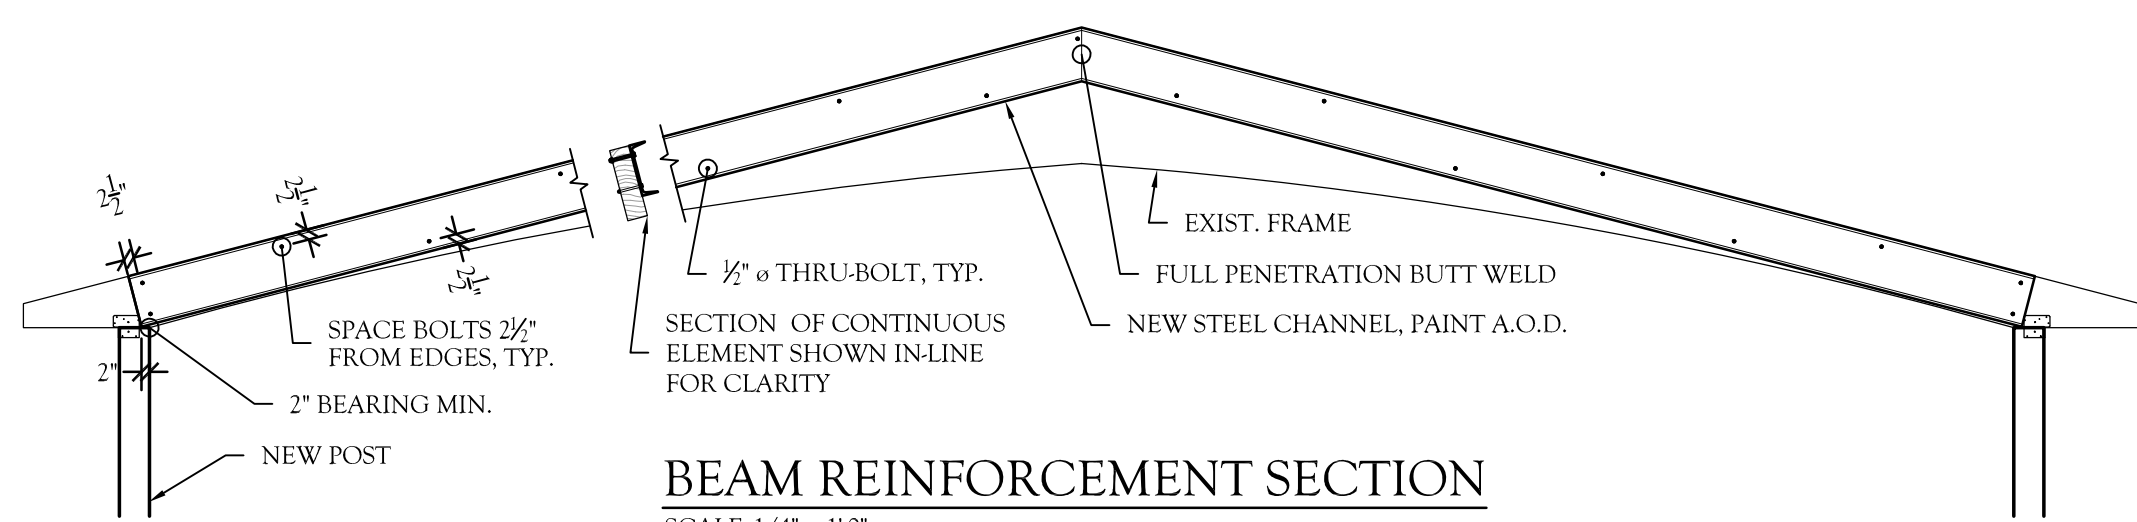 2½"
2½"
2½"
EXIST. FRAME
½" ø THRU-BOLT, TYP.
FULL PENETRATION BUTT WELD
SPACE BOLTS 2½"
FROM EDGES, TYP.
SECTION OF CONTINUOUS
ELEMENT SHOWN IN-LINE
FOR CLARITY
NEW STEEL CHANNEL, PAINT A.O.D.
2"
2" BEARING MIN.
NEW POST
BEAM REINFORCEMENT SECTION